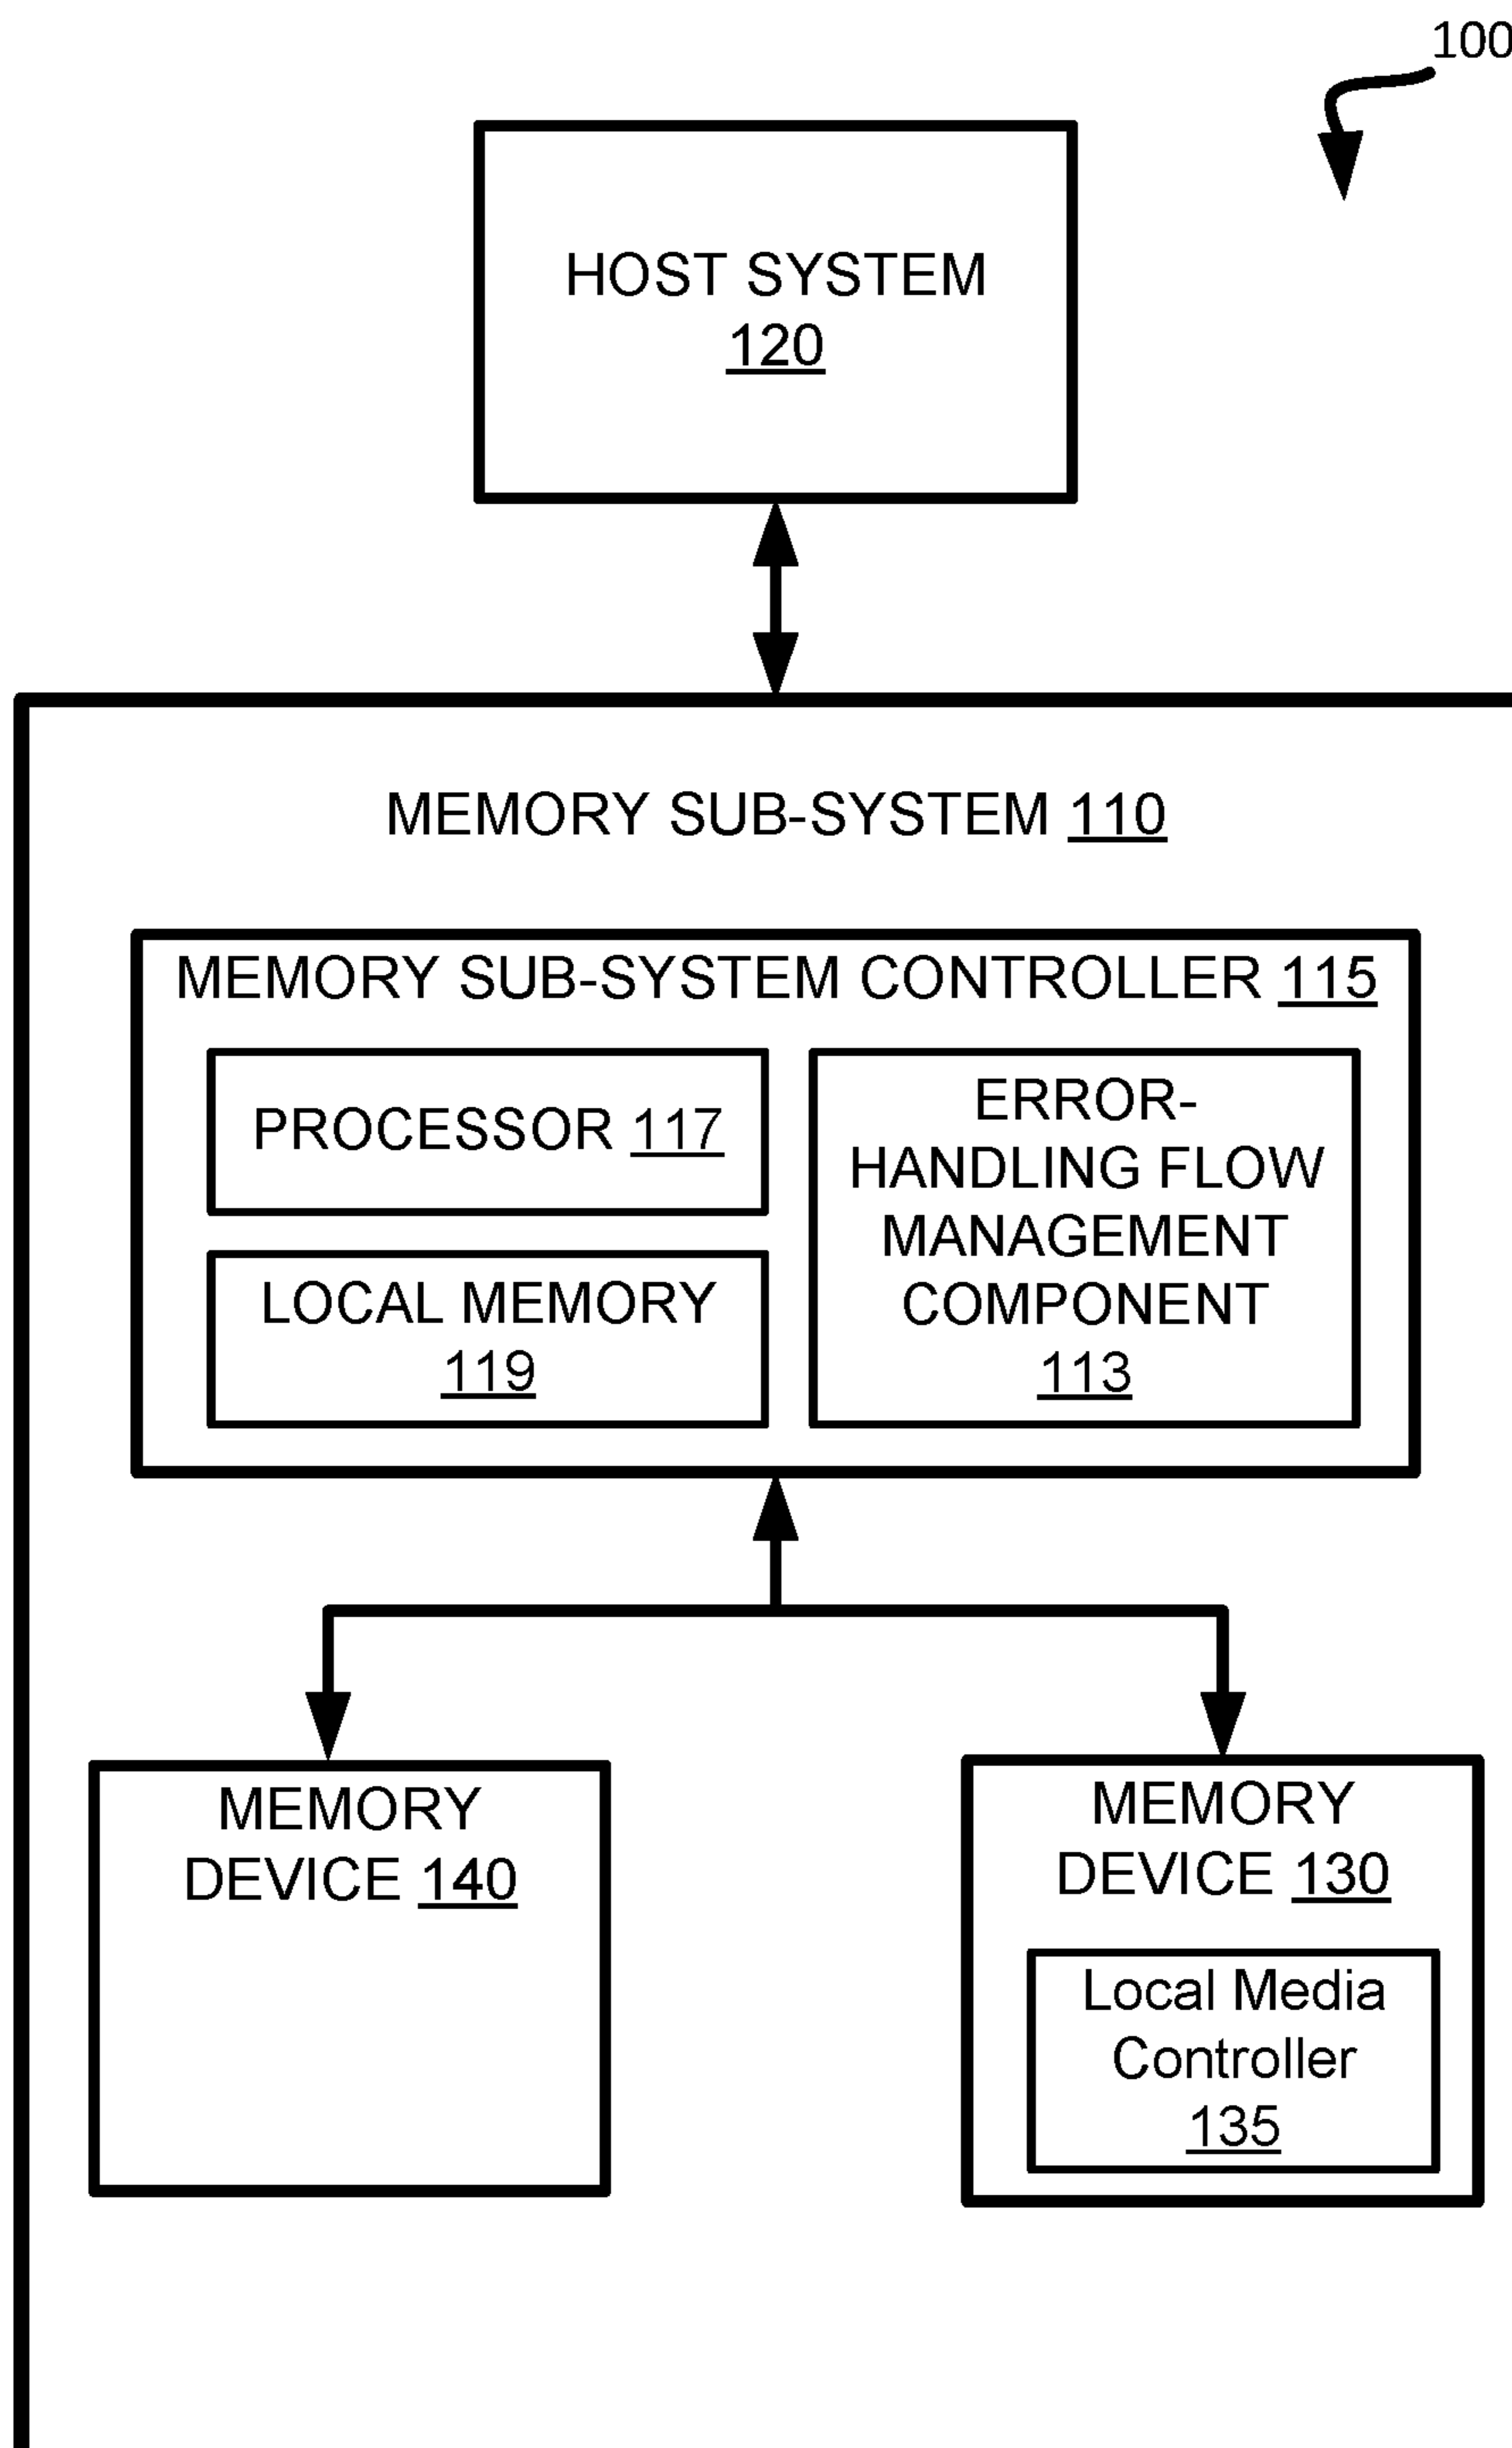 100
HOST SYSTEM
120
MEMORY SUB-SYSTEM 110
MEMORY SUB-SYSTEM CONTROLLER 115
PROCESSOR 117
LOCAL MEMORY
119
ERROR-
HANDLING FLOW
MANAGEMENT
COMPONENT
113
MEMORY
DEVICE 140
MEMORY
DEVICE 130
Local Media
Controller
135